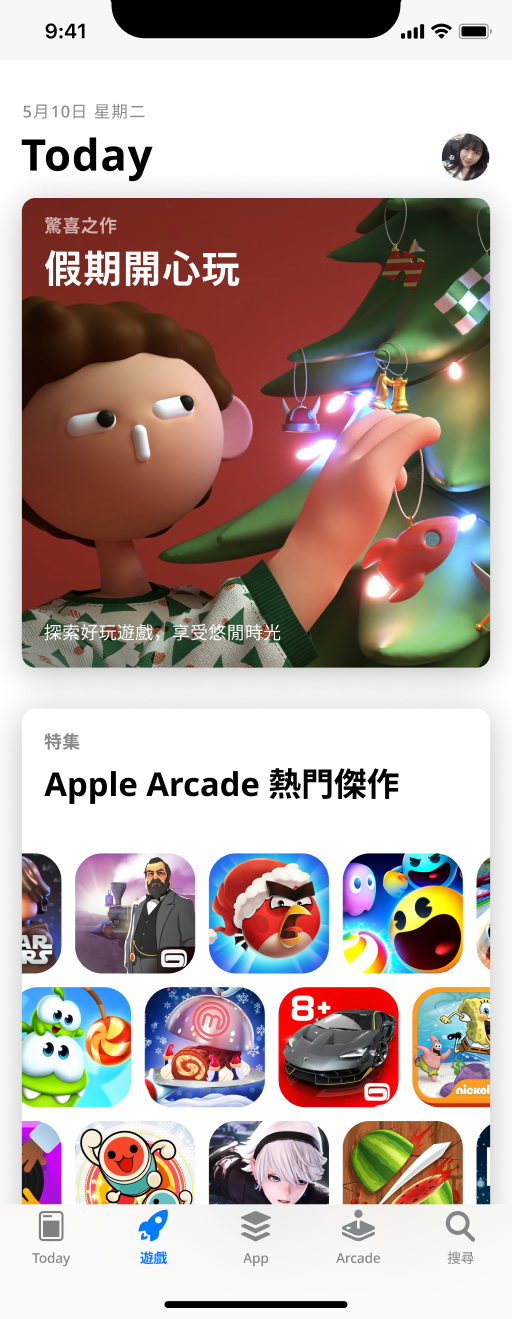 9:41
5月10日 星期二
Today
驚喜之作
假期開心玩
探索好玩遊戲，享受悠閒時光
特集
Apple Arcade 熱門傑作
8+
nickel
Today
遊戲
App
Arcade
搜尋